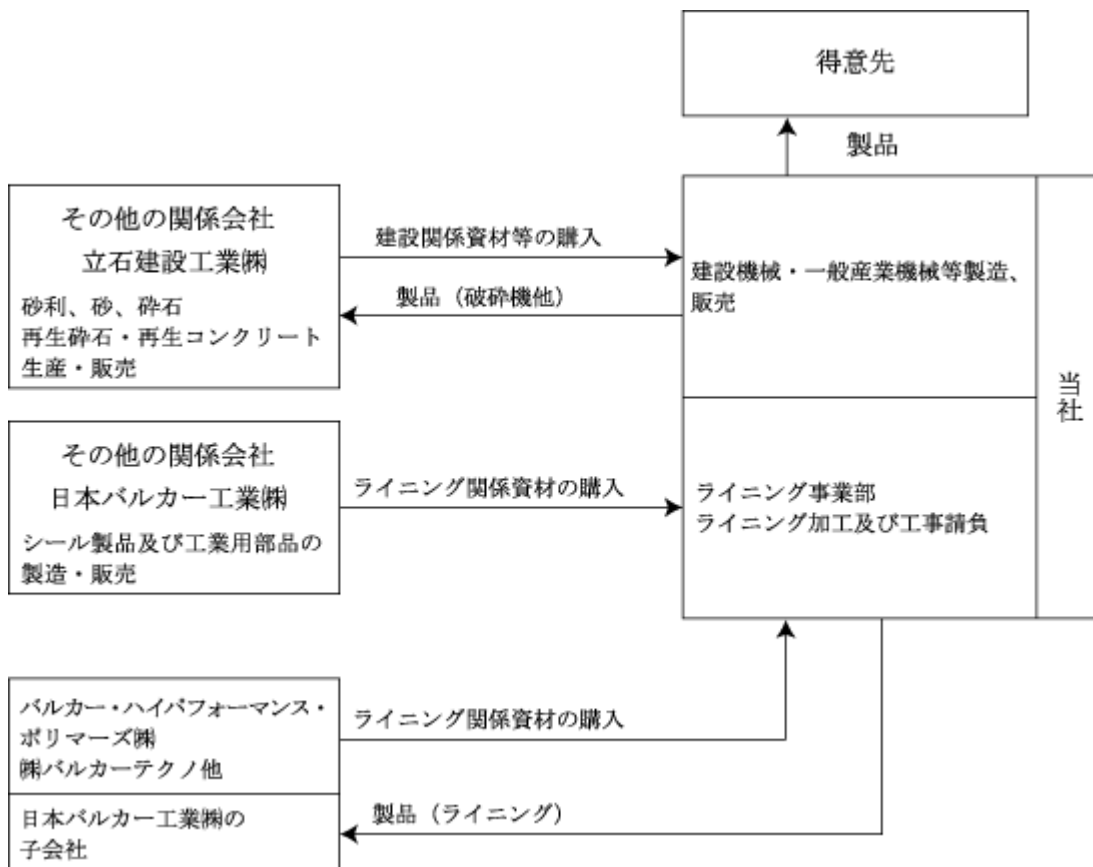 得意先
製品
その他の関係会社
立石建設工業㈱
砂利、砂、砕石
再生砕石・再生コンクリート
生産・販売
建設関係資材等の購入
製品（破砕機他）
建設機械・一般産業機械等製造、
販売
当社
その他の関係会社
日本バルカー工業㈱
シール製品及び工業用部品の
製造・販売
ライニング関係資材の購入
ライニング事業部
ライニング加工及び工事請負
バルカー・ハイパフォーマンス・
ポリマーズ㈱
㈱バルカーテクノ他
ライニング関係資材の購入
日本バルカー工業㈱の
子会社
製品（ライニング）